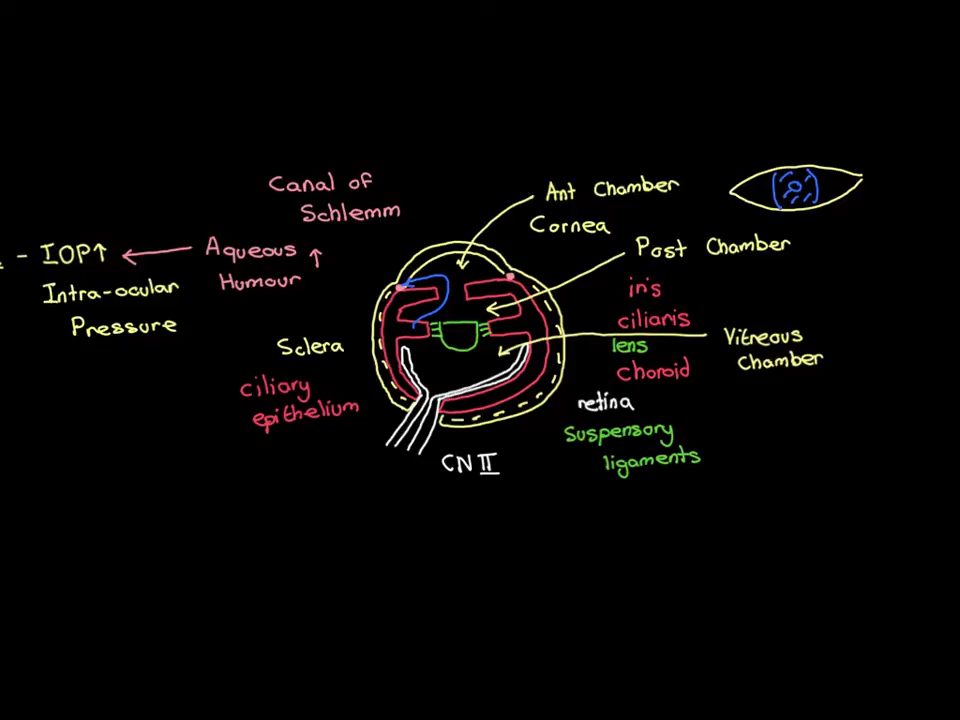 Canal of
Schlemm
Ant Chamber
Cornea
- IOP↑
Intra-ocular
Pressure
Aqueous ↑
Humour
Post Chamber
iris
ciliaris
lens
choroid
Vitreous
Chamber
Sclera
ciliary
epithelium
retina
suspensory
ligaments
CN II